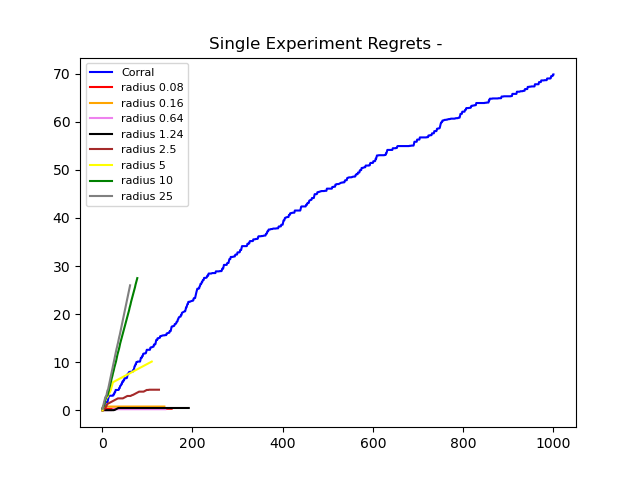 Single Experiment Regrets -
70
60
50
40
30
20
10
0
Corral
radius 0.08
radius 0.16
radius 0.64
radius 1.24
radius 2.5
radius 5
radius 10
radius 25
0 200 400 600 800 1000